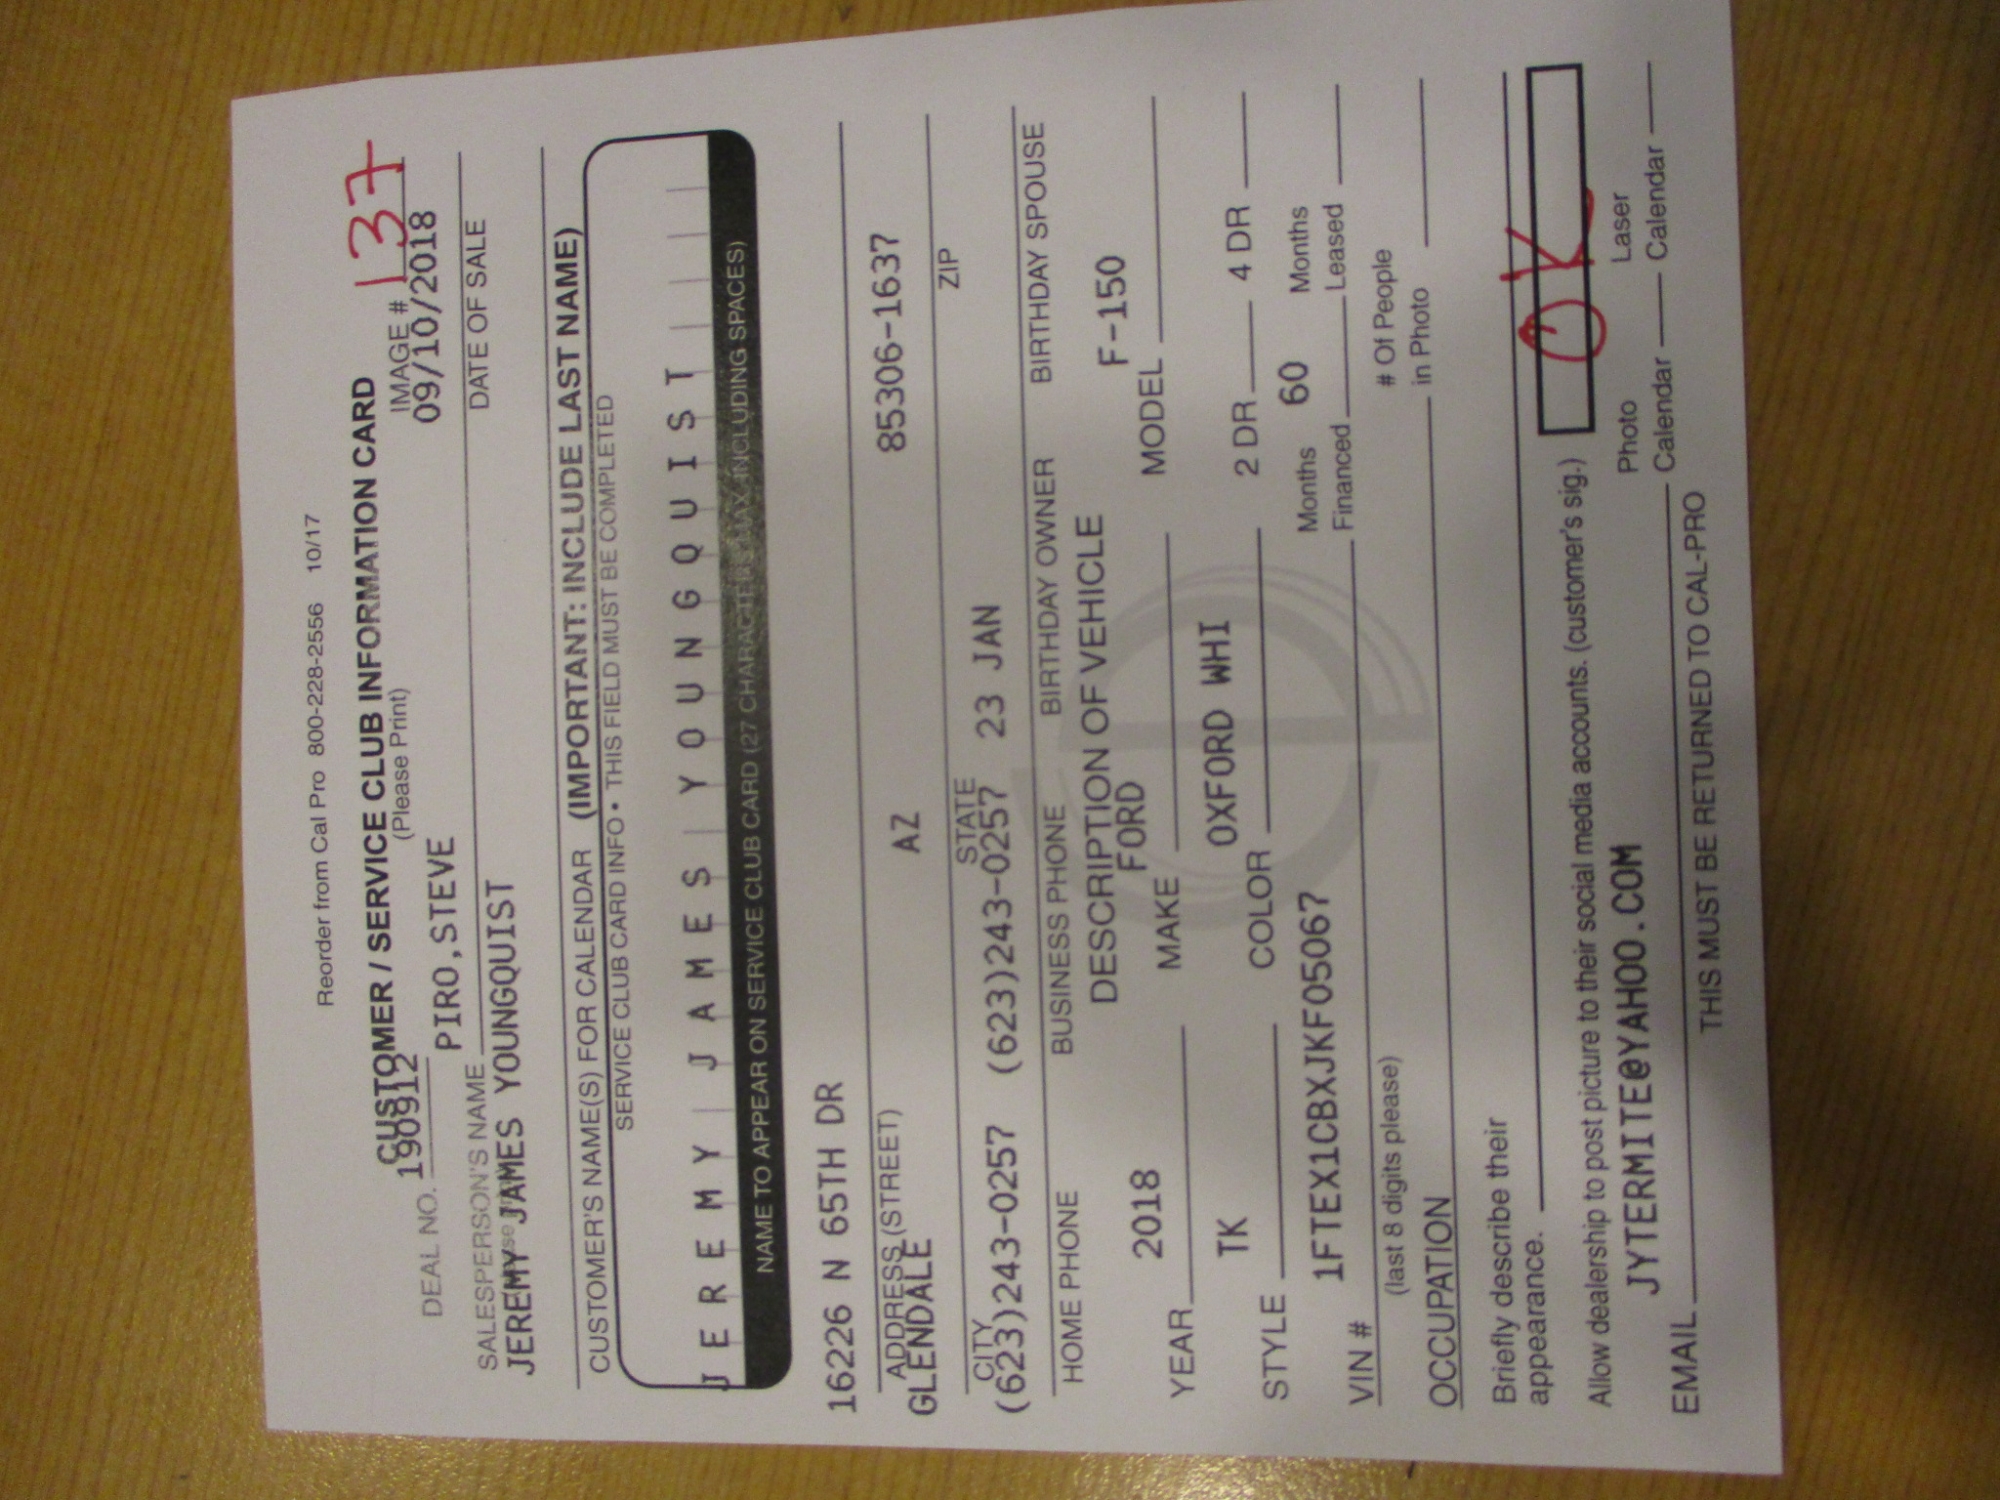 Reorder from Cal Pro 800-228-2556 10/17
CUSTOMER / SERVICE CLUB INFORMATION CARD
(Please Print)
DEAL NO. 190912 IMAGE # 137
PIRO,STEVE 09/10/2018
SALESPERSON'S NAME DATE OF SALE
JEREMY JAMES YOUNGQUIST
CUSTOMER'S NAME(S) FOR CALENDAR (IMPORTANT: INCLUDE LAST NAME)
SERVICE CLUB CARD INFO • THIS FIELD MUST BE COMPLETED
JEREMY JAMES YOUNGQUIST
NAME TO APPEAR ON SERVICE CLUB CARD (27 CHARACTERS MAX INCLUDING SPACES)
16226 N 65TH DR
ADDRESS (STREET)
GLENDALE AZ 85306-1637
CITY STATE ZIP
(623)243-0257 (623)243-0257 23 JAN
HOME PHONE BUSINESS PHONE BIRTHDAY OWNER BIRTHDAY SPOUSE
DESCRIPTION OF VEHICLE
YEAR 2018 MAKE FORD MODEL F-150
STYLE TK COLOR OXFORD WHI 2 DR 4 DR
VIN # 1FTEX1CBXJKF05067 Months Financed 60 Months Leased
(last 8 digits please)
OCCUPATION # Of People in Photo
Briefly describe their
appearance.
Allow dealership to post picture to their social media accounts. (customer's sig.) OK
EMAIL JYTERMITE@YAHOO.COM Photo Calendar Laser Calendar
THIS MUST BE RETURNED TO CAL-PRO